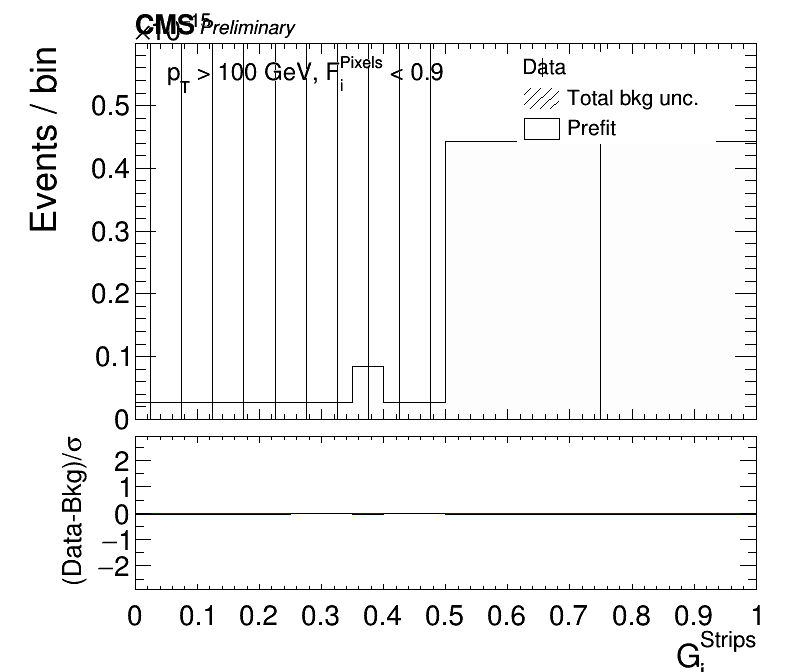 CMS Preliminary
×10⁻¹⁵
p_T > 100 GeV, F_i^Pixels < 0.9
Data
Total bkg unc.
Prefit
Events / bin
0.5
0.4
0.3
0.2
0.1
0
(Data-Bkg)/σ
2
1
0
−1
−2
0 0.1 0.2 0.3 0.4 0.5 0.6 0.7 0.8 0.9 1
G_i^Strips